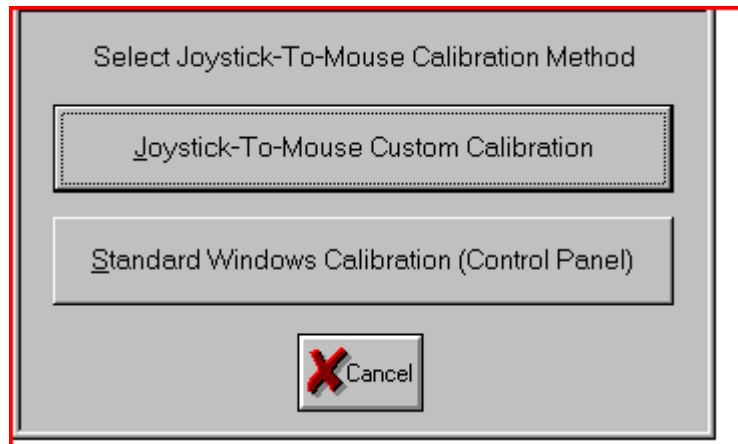 Select Joystick-To-Mouse Calibration Method
Joystick-To-Mouse Custom Calibration
Standard Windows Calibration (Control Panel)
Cancel